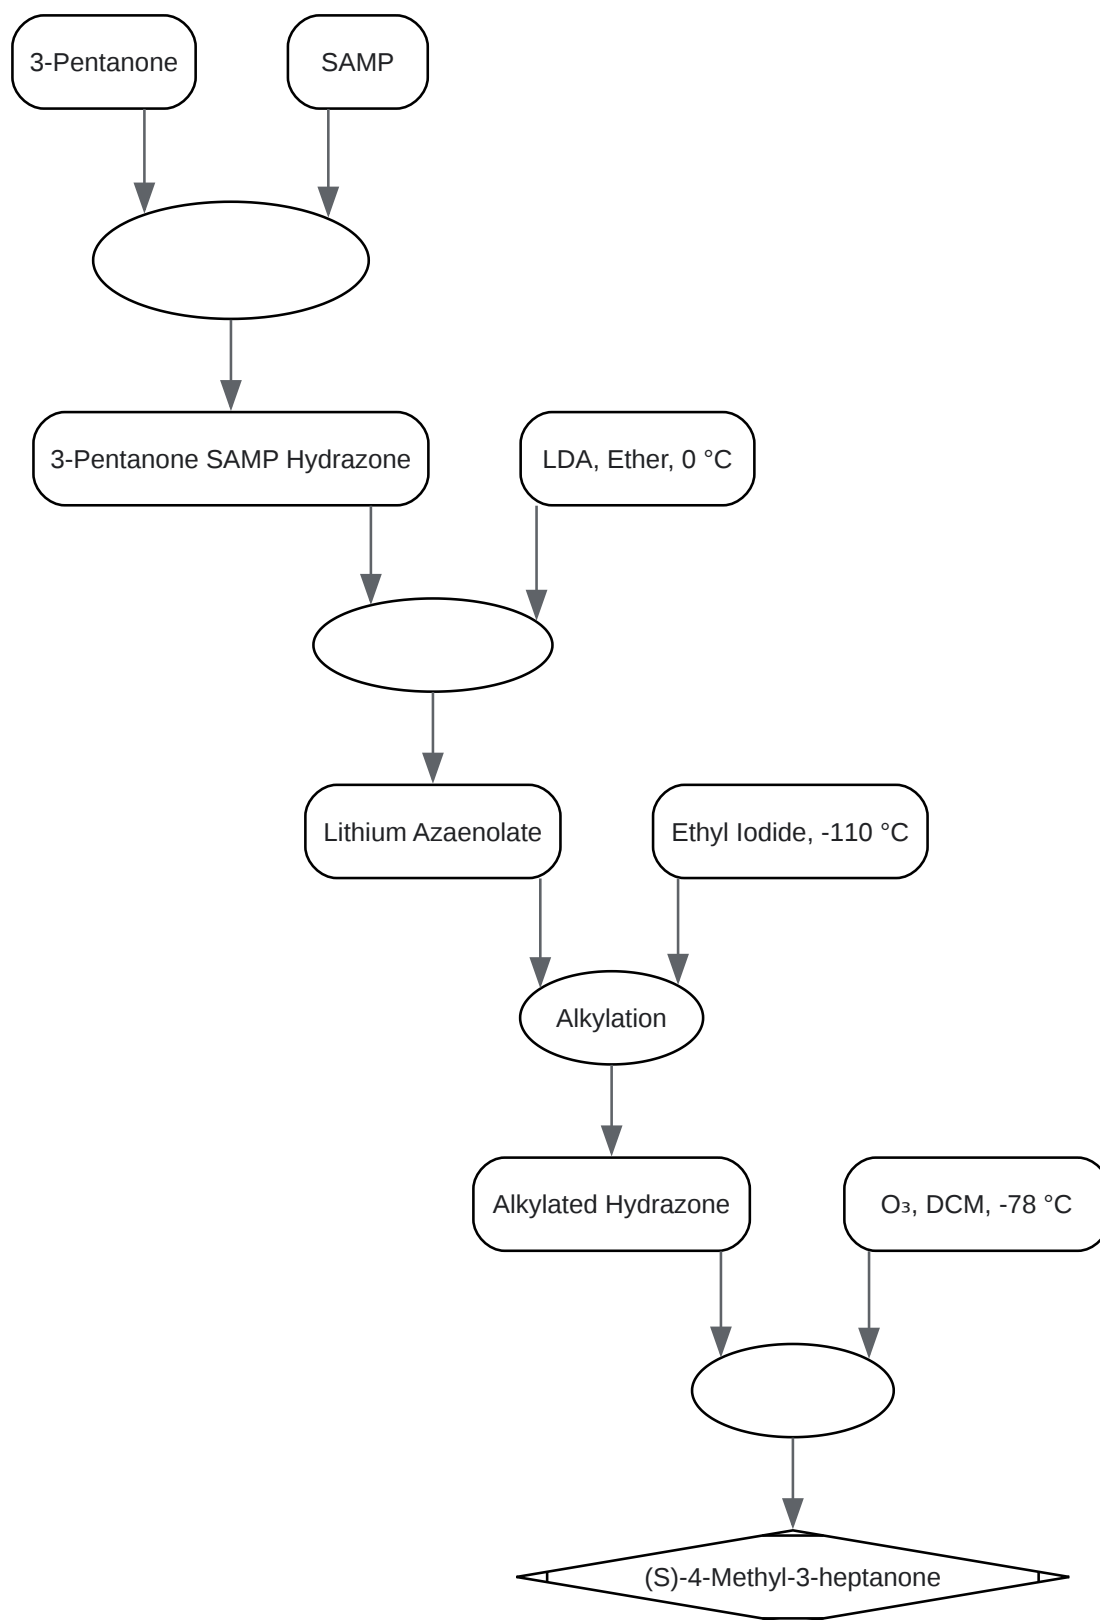 3-Pentanone
SAMP
3-Pentanone SAMP Hydrazone
LDA, Ether, 0 °C
Lithium Azaenolate
Ethyl Iodide, -110 °C
Alkylation
Alkylated Hydrazone
O₃, DCM, -78 °C
(S)-4-Methyl-3-heptanone